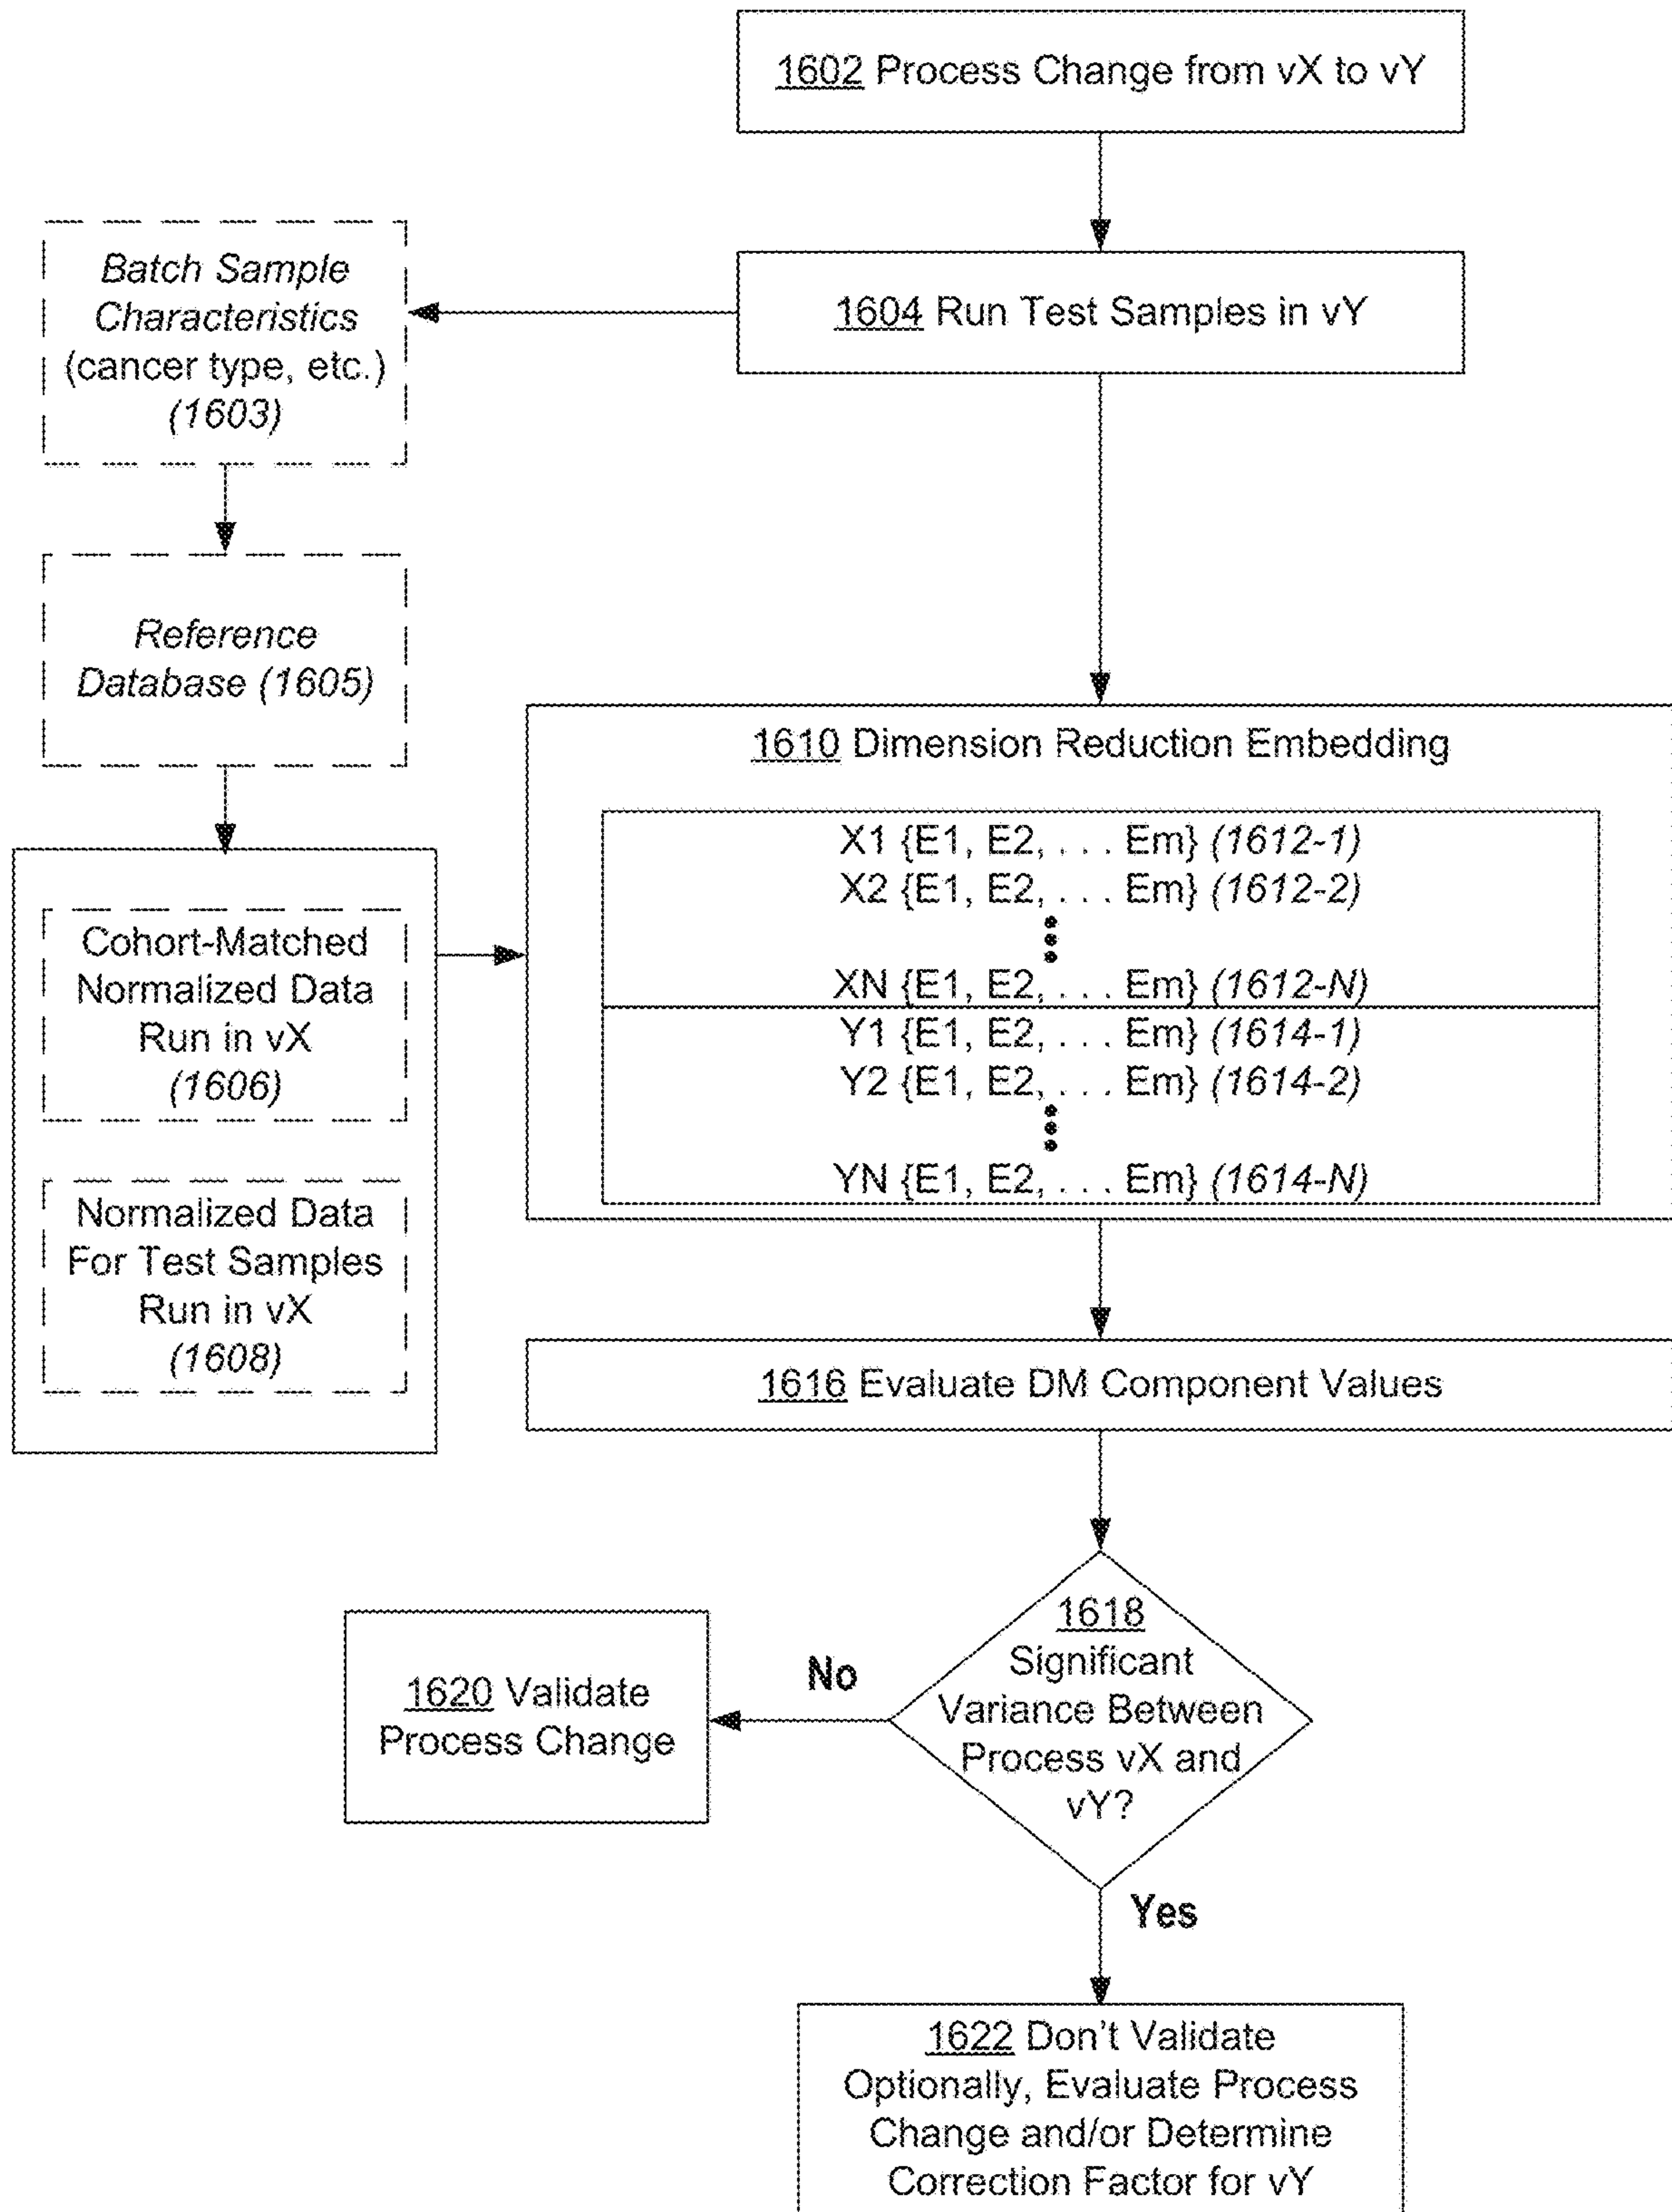 1602 Process Change from vX to vY
Batch Sample
Characteristics
(cancer type, etc.)
(1603)
1604 Run Test Samples in vY
Reference
Database (1605)
1610 Dimension Reduction Embedding
X1 {E1, E2, . . . Em} (1612-1)
X2 {E1, E2, . . . Em} (1612-2)
XN {E1, E2, . . . Em} (1612-N)
Y1 {E1, E2, . . . Em} (1614-1)
Y2 {E1, E2, . . . Em} (1614-2)
YN {E1, E2, . . . Em} (1614-N)
Cohort-Matched
Normalized Data
Run in vX
(1606)
Normalized Data
For Test Samples
Run in vX
(1608)
1616 Evaluate DM Component Values
1618
Significant
Variance Between
Process vX and
vY?
No
1620 Validate
Process Change
Yes
1622 Don't Validate
Optionally, Evaluate Process
Change and/or Determine
Correction Factor for vY